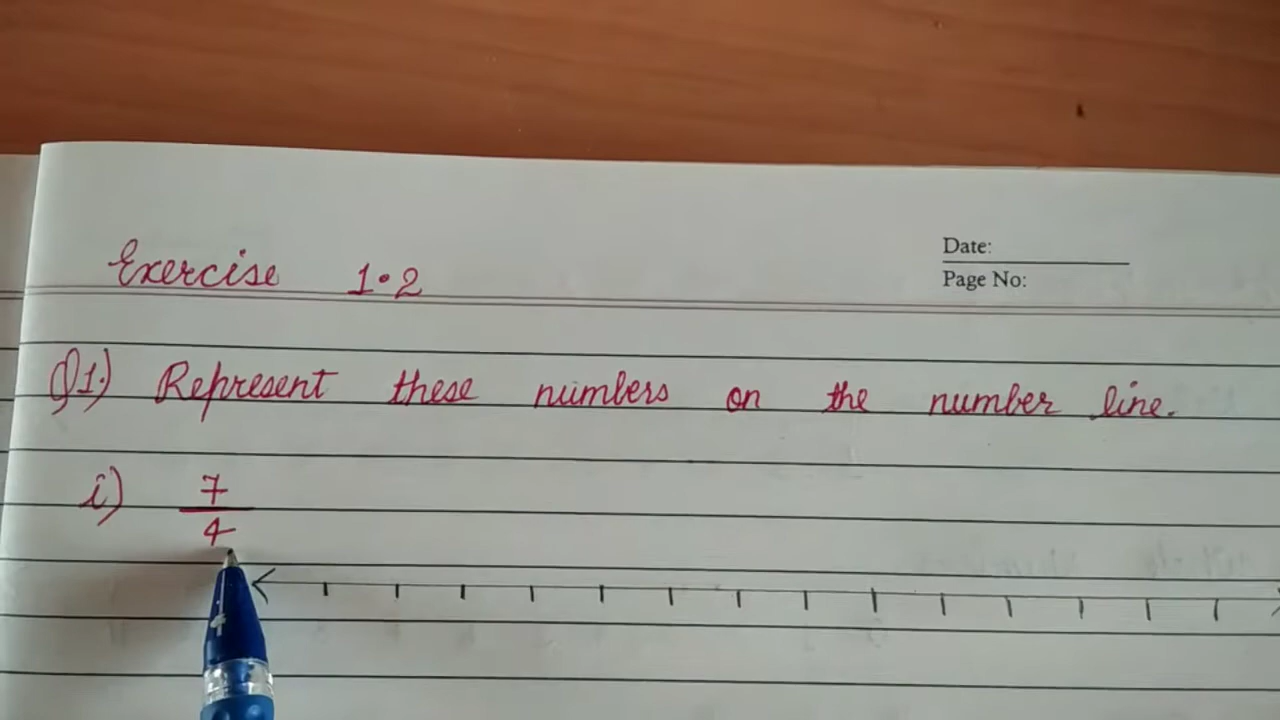 Date:
Page No:
Exercise 1.2
Q1.) Represent these numbers on the number line.
i) 7/4